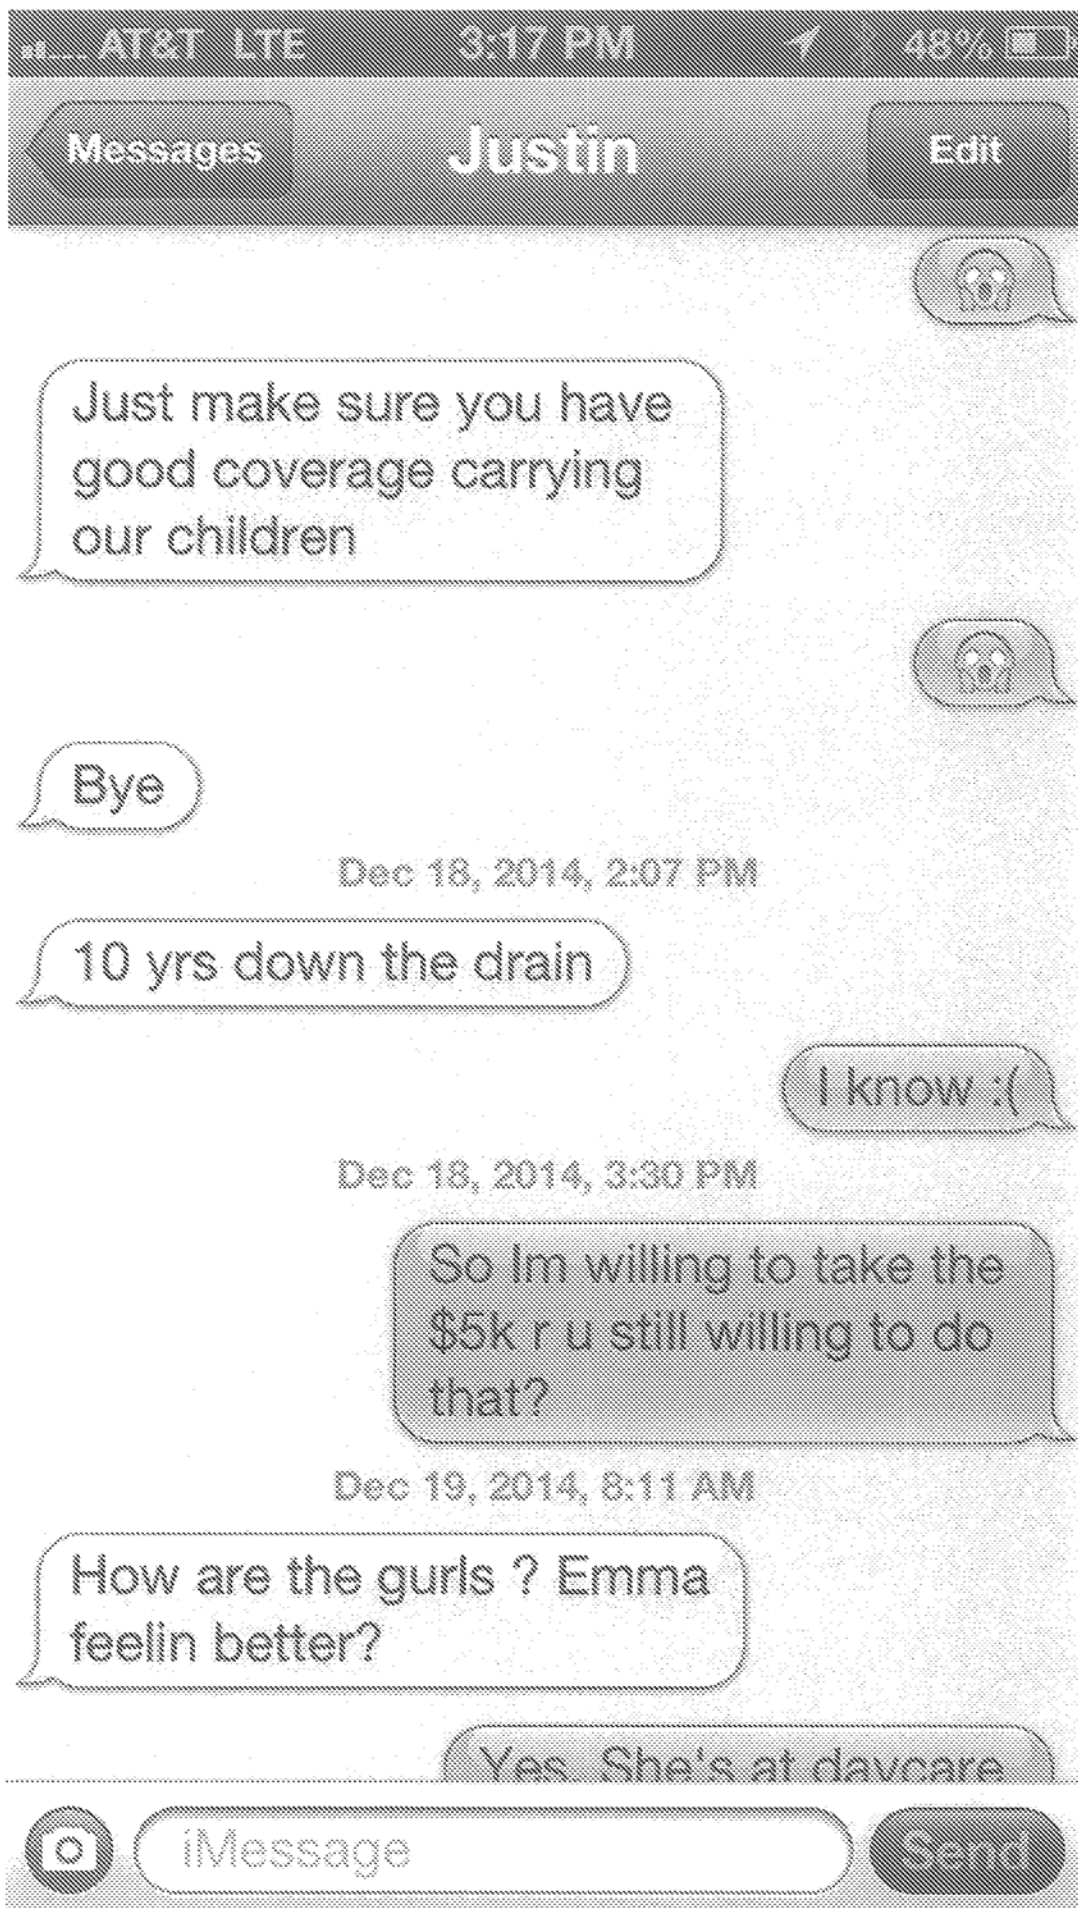 AT&T LTE 3:17 PM 48%
Messages Justin Edit
😱
Just make sure you have
good coverage carrying
our children
😱
Bye
Dec 18, 2014, 2:07 PM
10 yrs down the drain
I know :(
Dec 18, 2014, 3:30 PM
So Im willing to take the
$5k r u still willing to do
that?
Dec 19, 2014, 8:11 AM
How are the gurls ? Emma
feelin better?
Yes. She's at daycare
iMessage Send